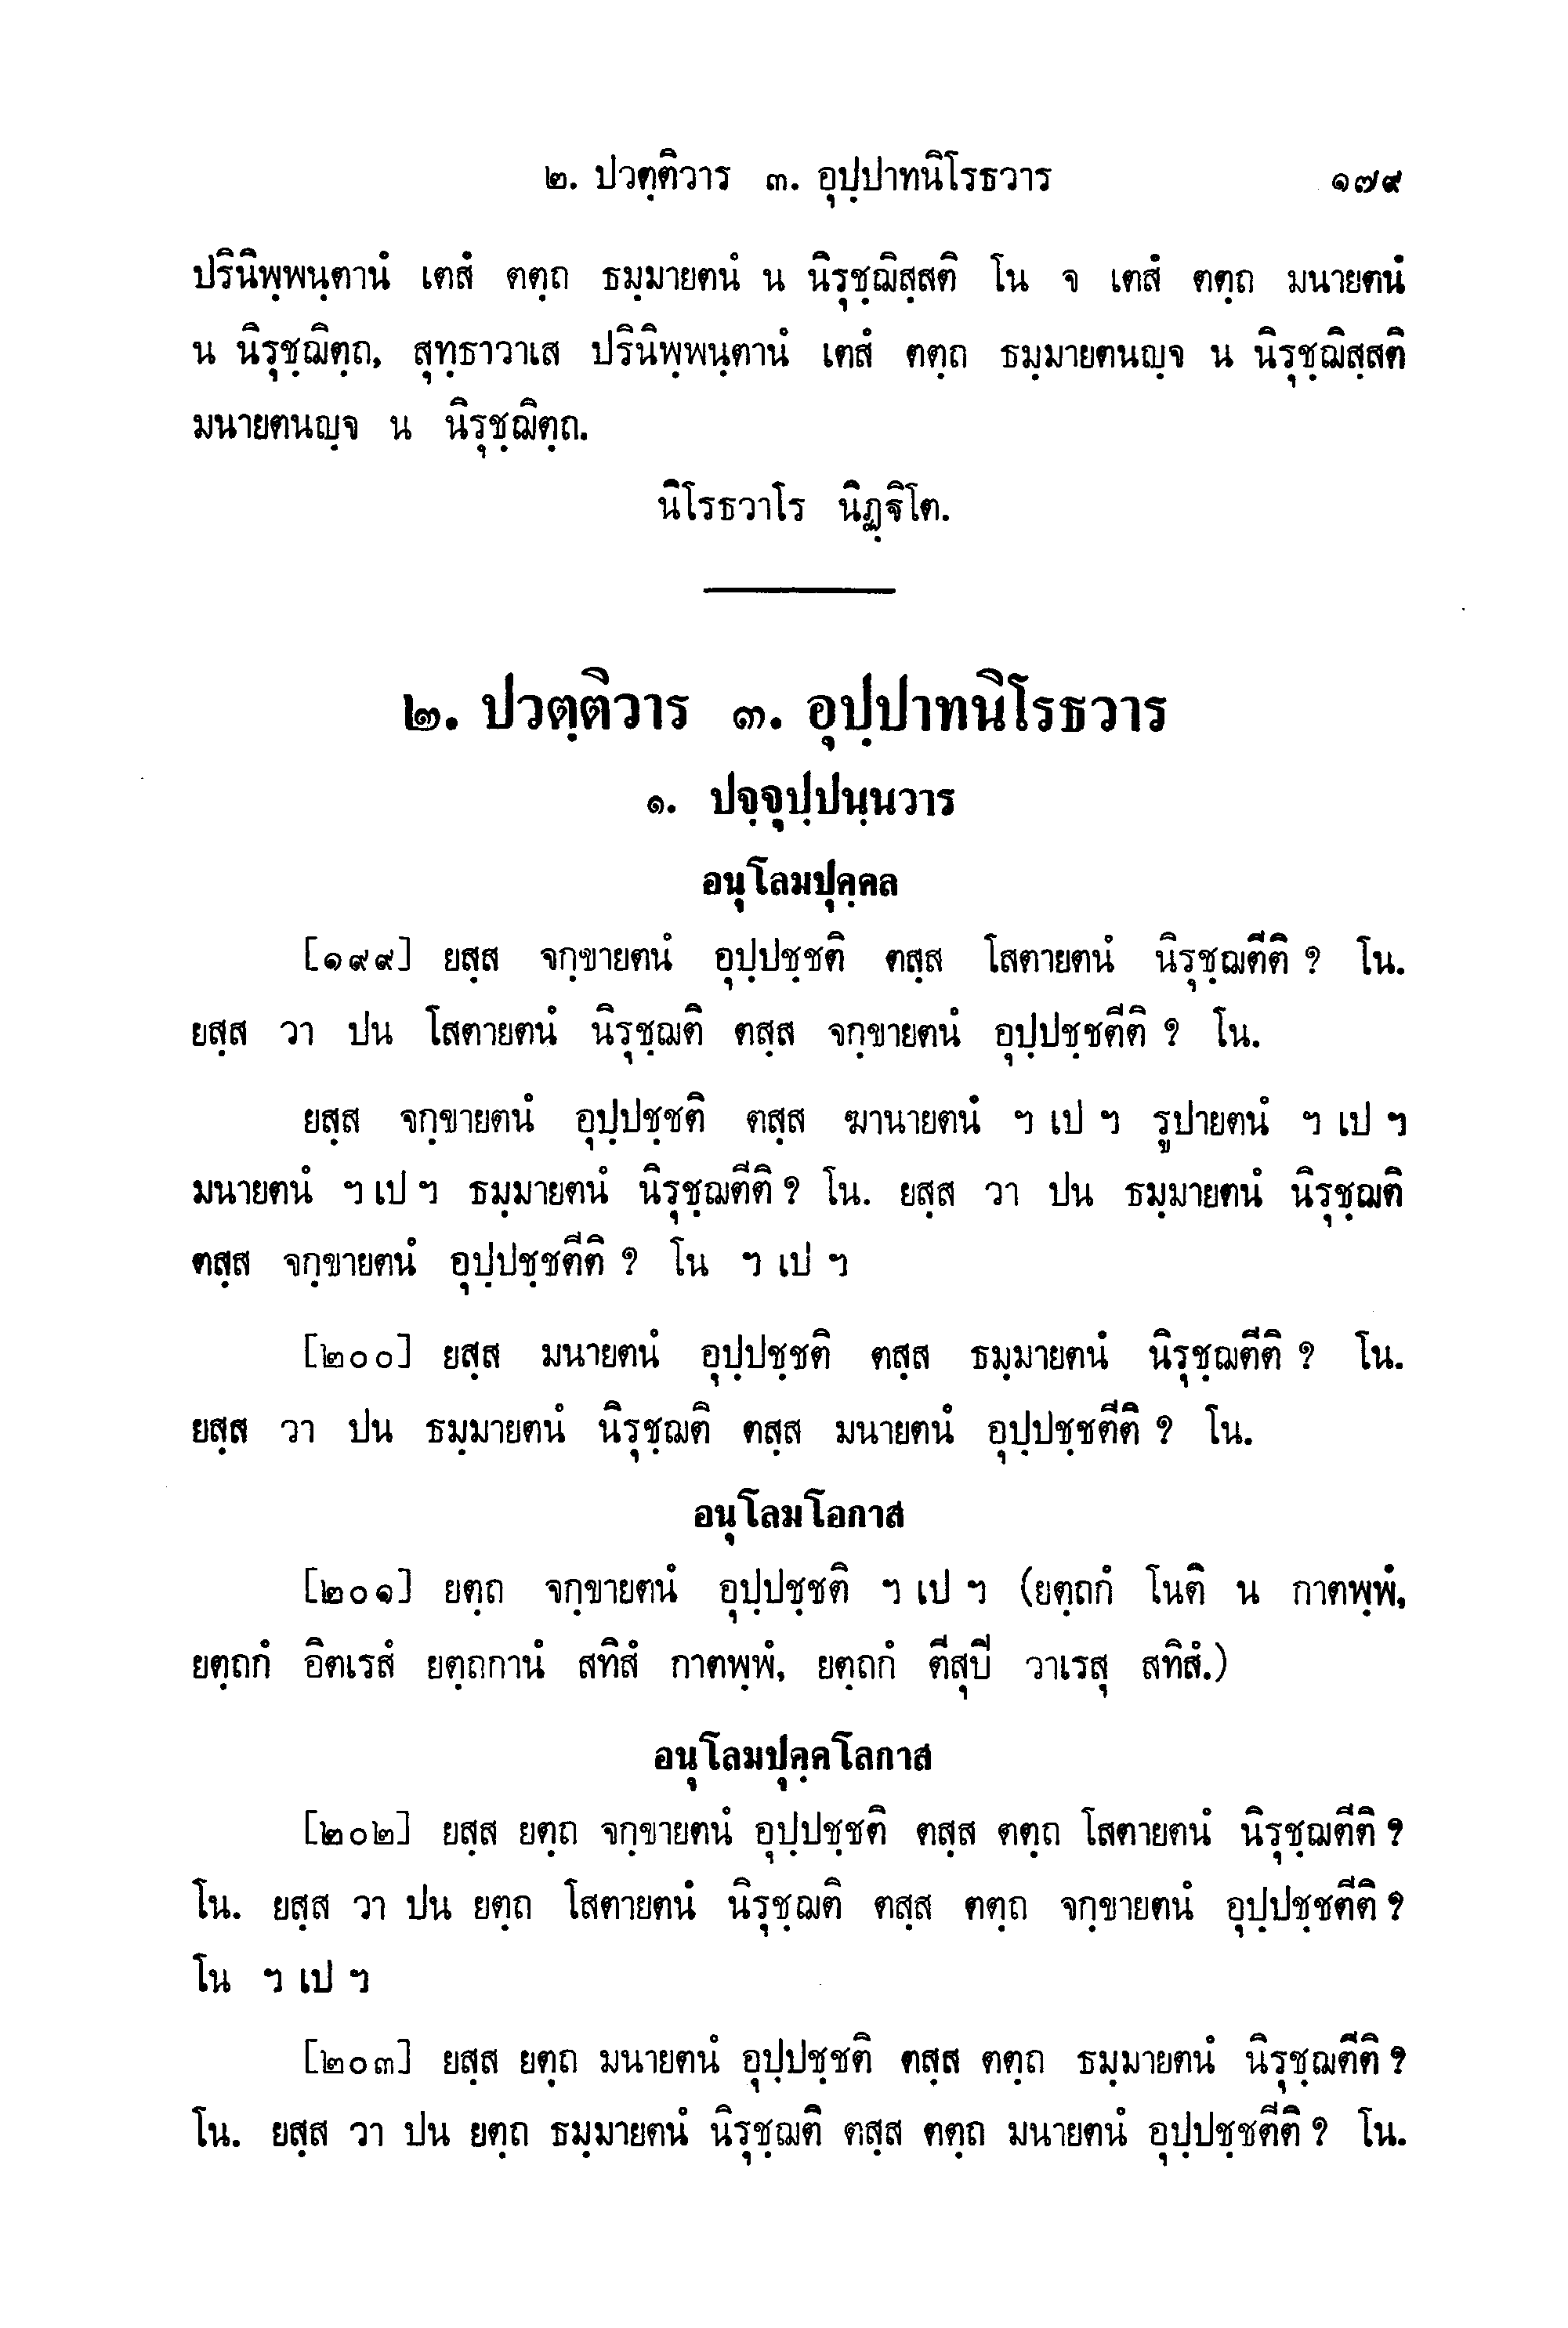 ๒. ปวตฺติวาร ๓. อุปฺปาทนิโรธวาร ๑๗๙
ปรินิพฺพนฺตานํ เตสํ ตตฺถ ธมฺมายตนํ น นิรุชฺฌิสฺสติ โน จ เตสํ ตตฺถ มนายตนํ
น นิรุชฺฌิตฺถ, สุทฺธาวาเส ปรินิพฺพนฺตานํ เตสํ ตตฺถ ธมฺมายตนญฺจ น นิรุชฺฌิสฺสติ
มนายตนญฺจ น นิรุชฺฌิตฺถ.
นิโรธวาโร นิฏฺฐิโต.
๒. ปวตฺติวาร ๓. อุปฺปาทนิโรธวาร
๑. ปจฺจุปฺปนฺนวาร
อนุโลมปุคฺคล
[๑๙๙] ยสฺส จกฺขายตนํ อุปฺปชฺชติ ตสฺส โสตายตนํ นิรุชฺฌตีติ ? โน.
ยสฺส วา ปน โสตายตนํ นิรุชฺฌติ ตสฺส จกฺขายตนํ อุปฺปชฺชตีติ ? โน.
ยสฺส จกฺขายตนํ อุปฺปชฺชติ ตสฺส ฆานายตนํ ฯ เป ฯ รูปายตนํ ฯ เป ฯ
มนายตนํ ฯ เป ฯ ธมฺมายตนํ นิรุชฺฌตีติ ? โน. ยสฺส วา ปน ธมฺมายตนํ นิรุชฺฌติ
ตสฺส จกฺขายตนํ อุปฺปชฺชตีติ ? โน ฯ เป ฯ
[๒๐๐] ยสฺส มนายตนํ อุปฺปชฺชติ ตสฺส ธมฺมายตนํ นิรุชฺฌตีติ ? โน.
ยสฺส วา ปน ธมฺมายตนํ นิรุชฺฌติ ตสฺส มนายตนํ อุปฺปชฺชตีติ ? โน.
อนุโลมโอกาส
[๒๐๑] ยตฺถ จกฺขายตนํ อุปฺปชฺชติ ฯ เป ฯ (ยตฺถกํ โนติ น กาตพฺพํ,
ยตฺถกํ อิตเรสํ ยตฺถกานํ สทิสํ กาตพฺพํ, ยตฺถกํ ตีสุปี วาเรสุ สทิสํ.)
อนุโลมปุคฺคโลกาส
[๒๐๒] ยสฺส ยตฺถ จกฺขายตนํ อุปฺปชฺชติ ตสฺส ตตฺถ โสตายตนํ นิรุชฺฌตีติ ?
โน. ยสฺส วา ปน ยตฺถ โสตายตนํ นิรุชฺฌติ ตสฺส ตตฺถ จกฺขายตนํ อุปฺปชฺชตีติ ?
โน ฯ เป ฯ
[๒๐๓] ยสฺส ยตฺถ มนายตนํ อุปฺปชฺชติ ตสฺส ตตฺถ ธมฺมายตนํ นิรุชฺฌตีติ ?
โน. ยสฺส วา ปน ยตฺถ ธมฺมายตนํ นิรุชฺฌติ ตสฺส ตตฺถ มนายตนํ อุปฺปชฺชตีติ ? โน.